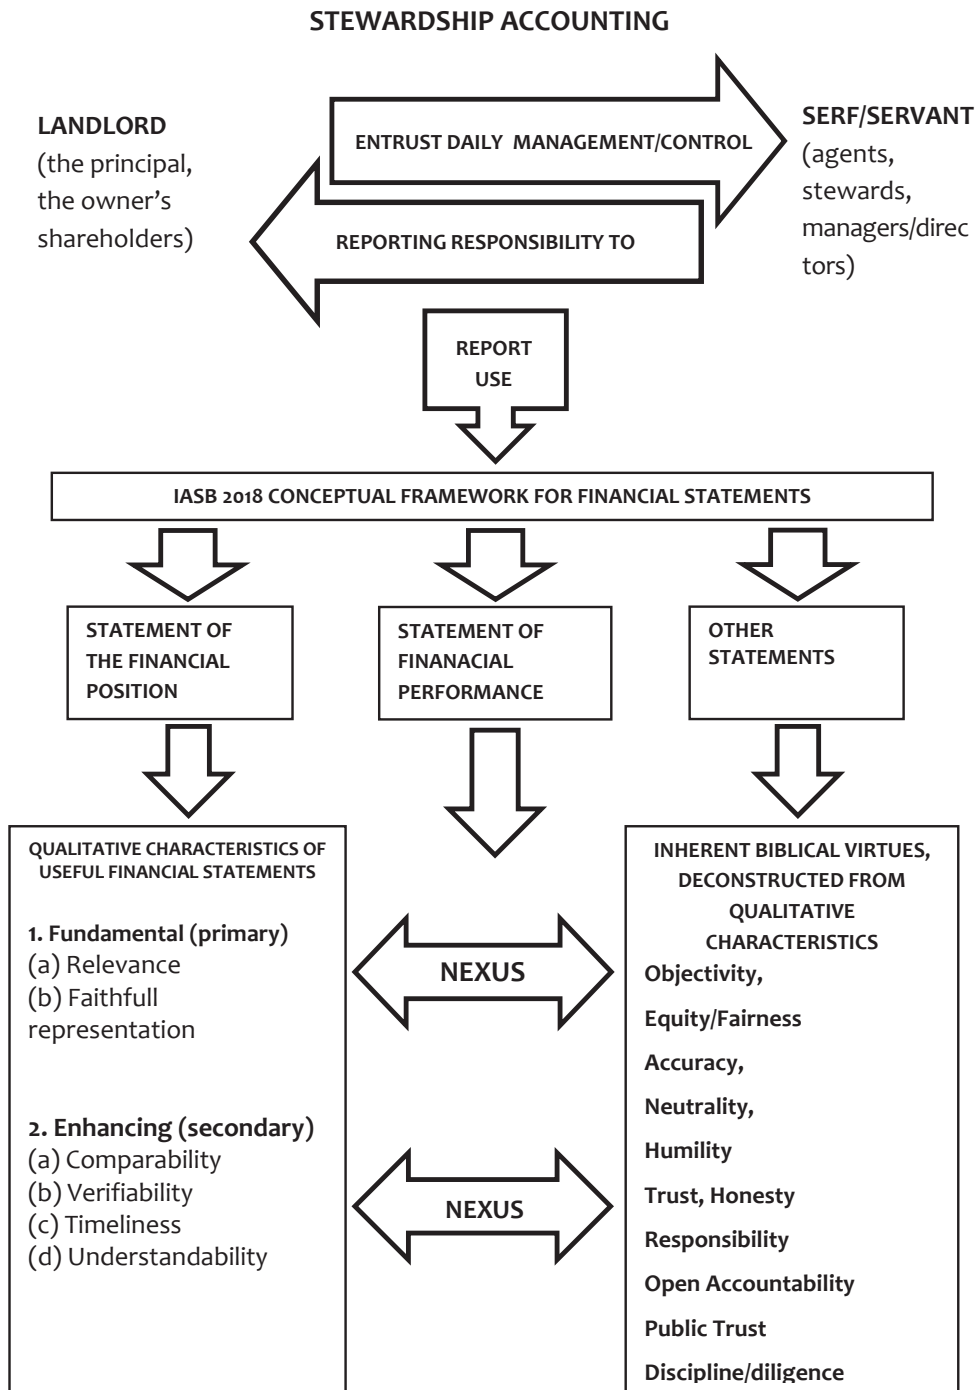 STEWARDSHIP ACCOUNTING
LANDLORD
(the principal,
the owner's
shareholders)
ENTRUST DAILY MANAGEMENT/CONTROL
REPORTING RESPONSIBILITY TO
SERF/SERVANT
(agents,
stewards,
managers/direc
tors)
REPORT
USE
IASB 2018 CONCEPTUAL FRAMEWORK FOR FINANCIAL STATEMENTS
STATEMENT OF
THE FINANCIAL
POSITION
STATEMENT OF
FINANACIAL
PERFORMANCE
OTHER
STATEMENTS
QUALITATIVE CHARACTERISTICS OF
USEFUL FINANCIAL STATEMENTS
1. Fundamental (primary)
(a) Relevance
(b) Faithfull
representation
2. Enhancing (secondary)
(a) Comparability
(b) Verifiability
(c) Timeliness
(d) Understandability
NEXUS
NEXUS
INHERENT BIBLICAL VIRTUES,
DECONSTRUCTED FROM
QUALITATIVE
CHARACTERISTICS
Objectivity,
Equity/Fairness
Accuracy,
Neutrality,
Humility
Trust, Honesty
Responsibility
Open Accountability
Public Trust
Discipline/diligence